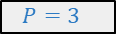 P = 3